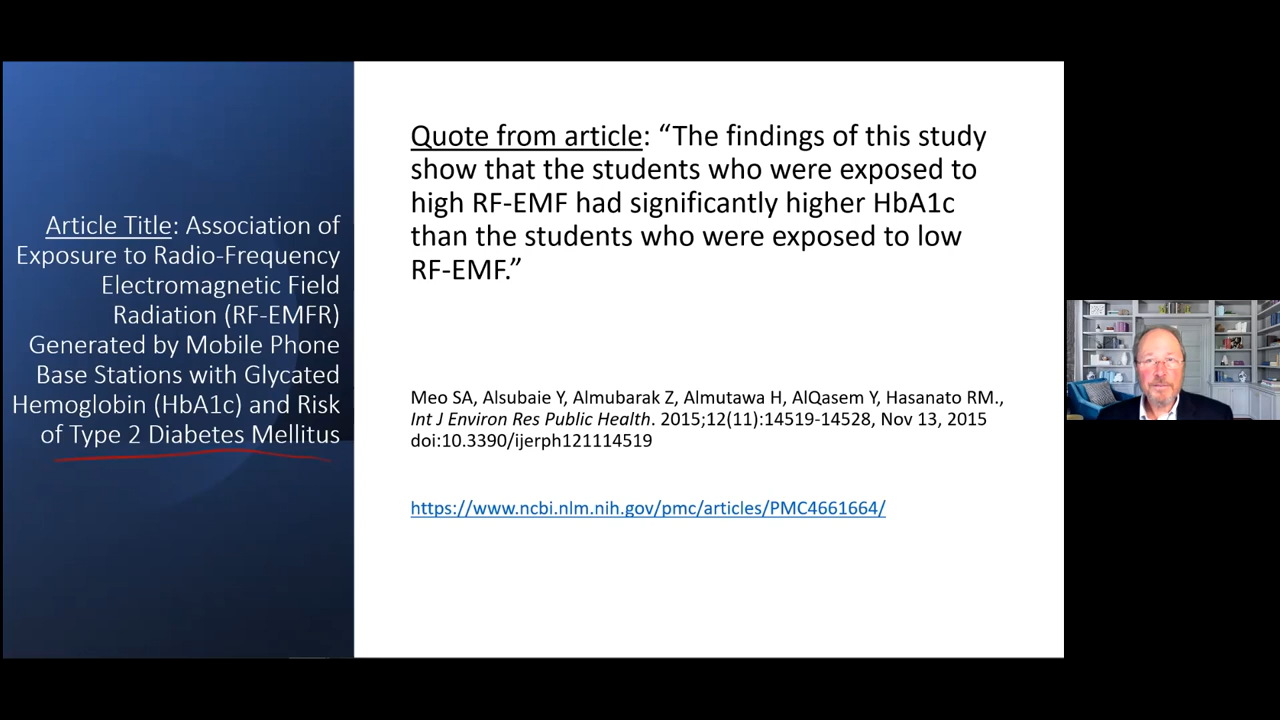 Article Title: Association of
Exposure to Radio-Frequency
Electromagnetic Field
Radiation (RF-EMFR)
Generated by Mobile Phone
Base Stations with Glycated
Hemoglobin (HbA1c) and Risk
of Type 2 Diabetes Mellitus
Quote from article: “The findings of this study
show that the students who were exposed to
high RF-EMF had significantly higher HbA1c
than the students who were exposed to low
RF-EMF.”
Meo SA, Alsubaie Y, Almubarak Z, Almutawa H, AlQasem Y, Hasanato RM.,
Int J Environ Res Public Health. 2015;12(11):14519-14528, Nov 13, 2015
doi:10.3390/ijerph121114519
https://www.ncbi.nlm.nih.gov/pmc/articles/PMC4661664/